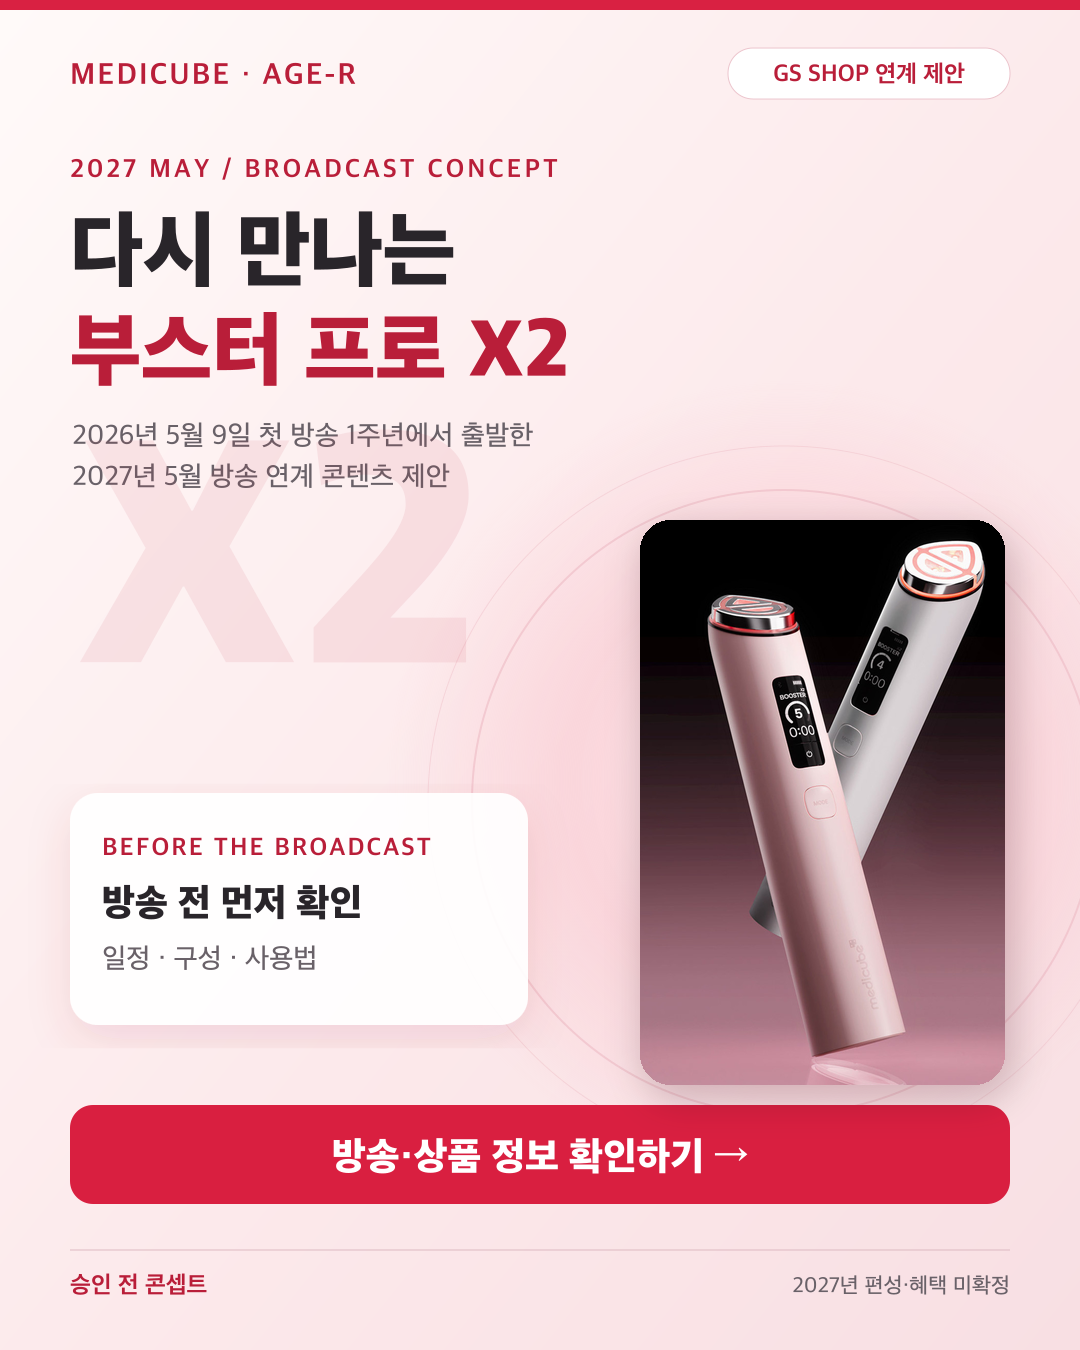 MEDICUBE · AGE-R
GS SHOP 연계 제안
2027 MAY / BROADCAST CONCEPT
다시 만나는
부스터 프로 X2
2026년 5월 9일 첫 방송 1주년에서 출발한
2027년 5월 방송 연계 콘텐츠 제안
X2
BOOSTER
4
0:00
X2
BOOSTER
5
0:00
medicube
BEFORE THE BROADCAST
방송 전 먼저 확인
일정 · 구성 · 사용법
방송·상품 정보 확인하기 →
승인 전 콘셉트
2027년 편성·혜택 미확정